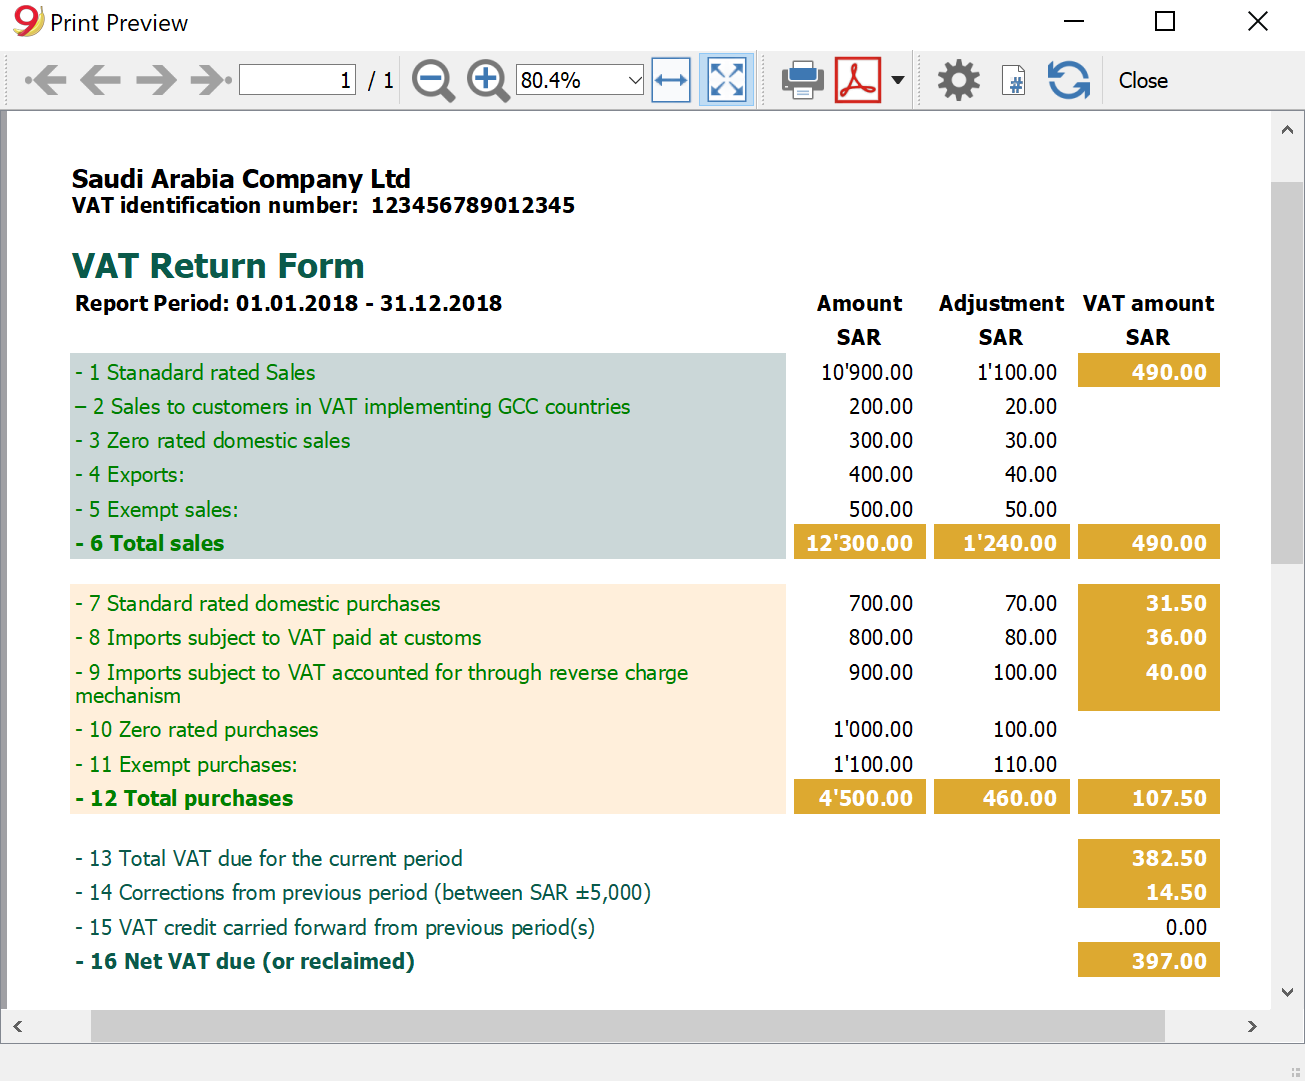 Print Preview
1 / 1 80.4% Close
Saudi Arabia Company Ltd
VAT identification number: 123456789012345
VAT Return Form
Report Period: 01.01.2018 - 31.12.2018 Amount Adjustment VAT amount
SAR SAR SAR
- 1 Stanadard rated Sales 10'900.00 1'100.00 490.00
– 2 Sales to customers in VAT implementing GCC countries 200.00 20.00
- 3 Zero rated domestic sales 300.00 30.00
- 4 Exports: 400.00 40.00
- 5 Exempt sales: 500.00 50.00
- 6 Total sales 12'300.00 1'240.00 490.00
- 7 Standard rated domestic purchases 700.00 70.00 31.50
- 8 Imports subject to VAT paid at customs 800.00 80.00 36.00
- 9 Imports subject to VAT accounted for through reverse charge 900.00 100.00 40.00
mechanism
- 10 Zero rated purchases 1'000.00 100.00
- 11 Exempt purchases: 1'100.00 110.00
- 12 Total purchases 4'500.00 460.00 107.50
- 13 Total VAT due for the current period 382.50
- 14 Corrections from previous period (between SAR ±5,000) 14.50
- 15 VAT credit carried forward from previous period(s) 0.00
- 16 Net VAT due (or reclaimed) 397.00